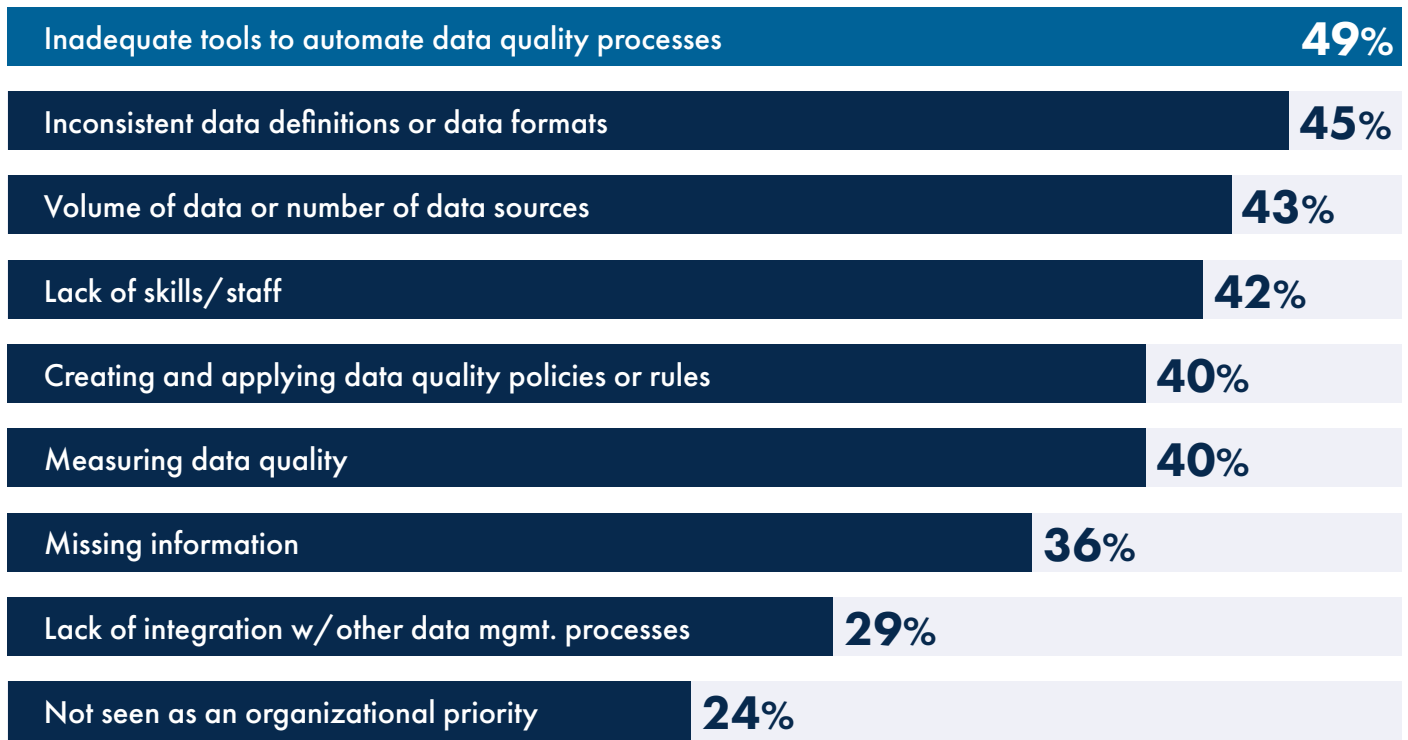 Inadequate tools to automate data quality processes 49%
Inconsistent data definitions or data formats 45%
Volume of data or number of data sources 43%
Lack of skills/staff 42%
Creating and applying data quality policies or rules 40%
Measuring data quality 40%
Missing information 36%
Lack of integration w/other data mgmt. processes 29%
Not seen as an organizational priority 24%